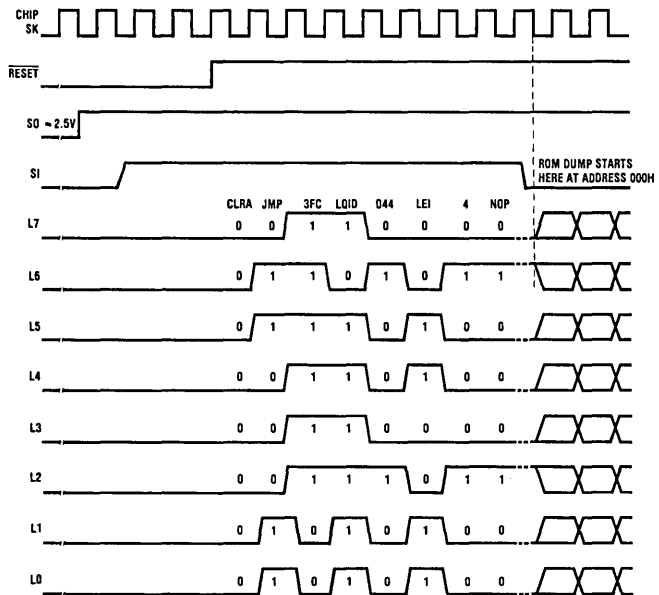 CHIP
SK
RESET
SO ≈ 2.5V
SI
ROM DUMP STARTS
HERE AT ADDRESS 000H
CLRA JMP 3FC LQID 044 LEI 4 NOP
L7 0 0 1 1 0 0 0 0
L6 0 1 1 0 1 0 1 1
L5 0 1 1 1 0 1 0 0
L4 0 0 1 1 0 1 0 0
L3 0 0 1 1 0 0 0 0
L2 0 0 1 1 1 0 1 1
L1 0 1 0 1 0 1 0 0
L0 0 1 0 1 0 1 0 0